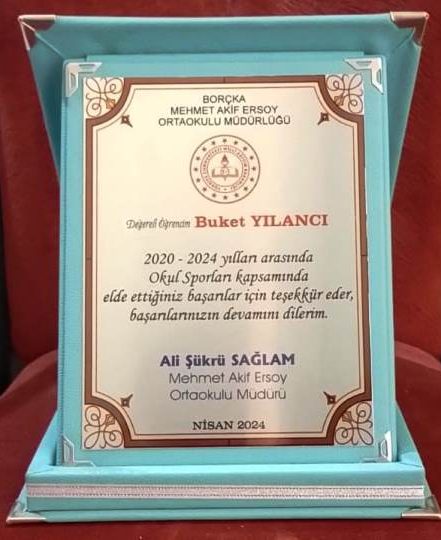 BORÇKA
MEHMET AKİF ERSOY
ORTAOKULU MÜDÜRLÜĞÜ
Değereli Öğrencim Buket YILANCI
2020 - 2024 yılları arasında
Okul Sporları kapsamında
elde ettiğiniz başarılar için teşekkür eder,
başarılarınızın devamını dilerim.
Ali Şükrü SAĞLAM
Mehmet Akif Ersoy
Ortaokulu Müdürü
NİSAN 2024